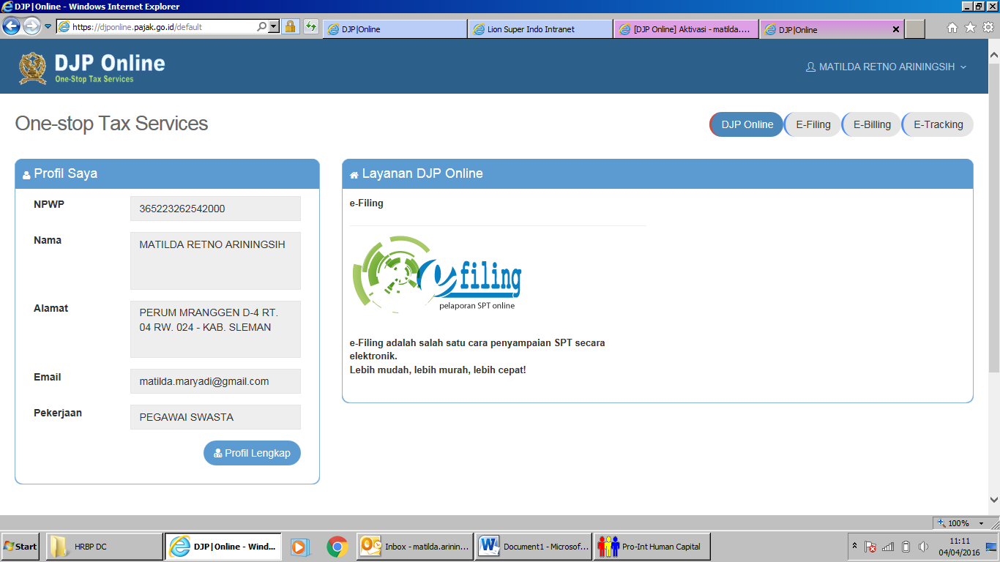 DJP|Online - Windows Internet Explorer
https://djponline.pajak.go.id/default
DJP|Online
Lion Super Indo Intranet
[DJP Online] Aktivasi - matilda....
DJP|Online
DJP Online
One-Stop Tax Services
MATILDA RETNO ARININGSIH
One-stop Tax Services
DJP Online
E-Filing
E-Billing
E-Tracking
Profil Saya
NPWP
365223262542000
Nama
MATILDA RETNO ARININGSIH
Alamat
PERUM MRANGGEN D-4 RT.
04 RW. 024 - KAB. SLEMAN
Email
matilda.maryadi@gmail.com
Pekerjaan
PEGAWAI SWASTA
Profil Lengkap
Layanan DJP Online
e-Filing
e filing
pelaporan SPT online
e-Filing adalah salah satu cara penyampaian SPT secara
elektronik.
Lebih mudah, lebih murah, lebih cepat!
100%
Start
HRBP DC
DJP|Online - Wind...
Inbox - matilda.arinin...
Document1 - Microsof...
Pro-Int Human Capital
11:11
04/04/2016